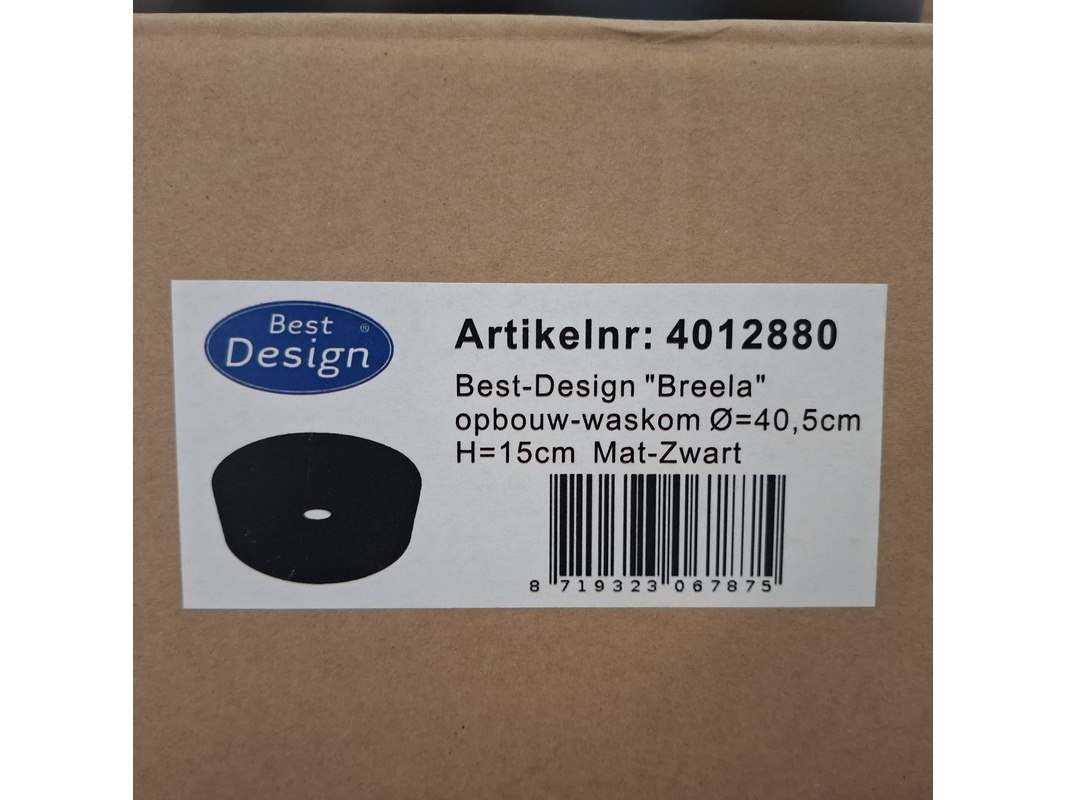 Best ®
Design
Artikelnr: 4012880
Best-Design "Breela"
opbouw-waskom Ø=40,5cm
H=15cm Mat-Zwart
8 719323 067875